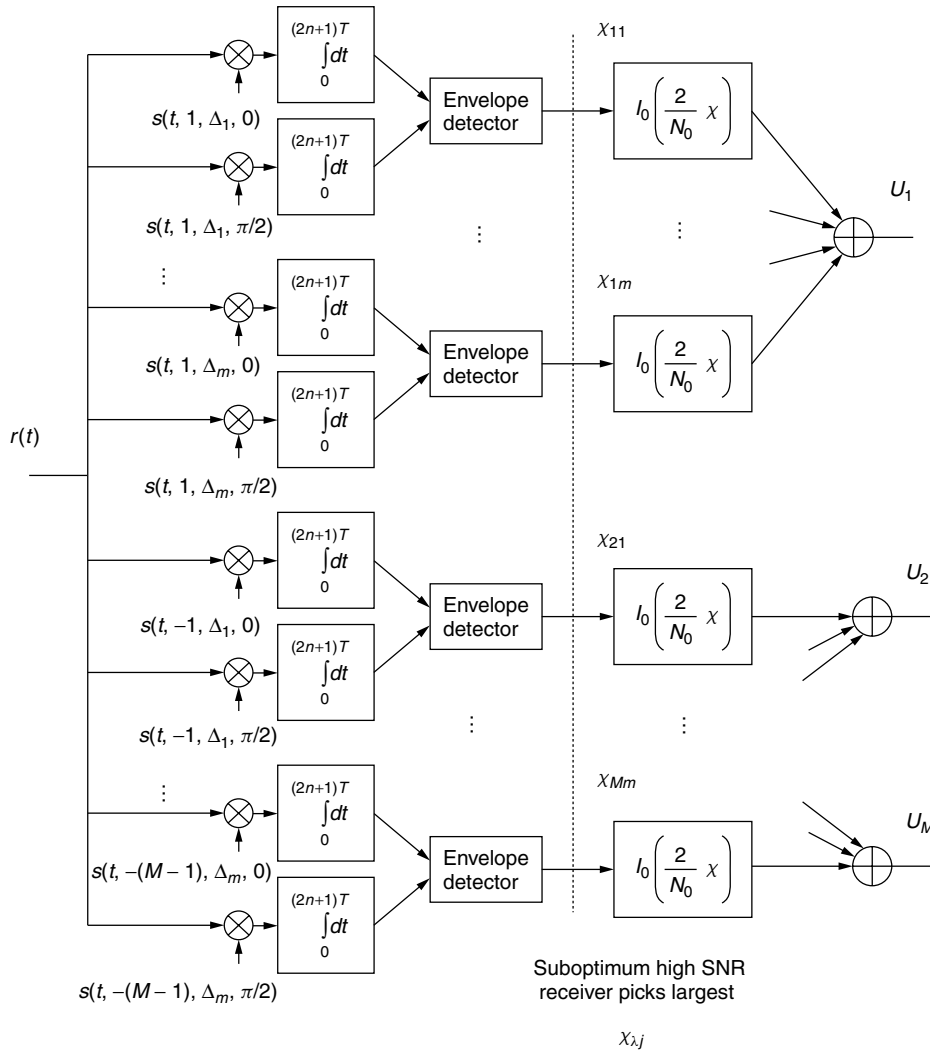 r(t)
(2n+1)T
∫dt
0
s(t, 1, Δ₁, 0)
(2n+1)T
∫dt
0
s(t, 1, Δ₁, π/2)
Envelope
detector
χ₁₁
I₀(2/N₀ χ)
U₁
⋮
⋮
⋮
(2n+1)T
∫dt
0
s(t, 1, Δₘ, 0)
(2n+1)T
∫dt
0
s(t, 1, Δₘ, π/2)
Envelope
detector
χ₁ₘ
I₀(2/N₀ χ)
(2n+1)T
∫dt
0
s(t, −1, Δ₁, 0)
(2n+1)T
∫dt
0
s(t, −1, Δ₁, π/2)
Envelope
detector
χ₂₁
I₀(2/N₀ χ)
U₂
⋮
⋮
⋮
(2n+1)T
∫dt
0
s(t, −(M − 1), Δₘ, 0)
(2n+1)T
∫dt
0
s(t, −(M − 1), Δₘ, π/2)
Envelope
detector
χ_Mm
I₀(2/N₀ χ)
U_M
Suboptimum high SNR
receiver picks largest
χ_λj